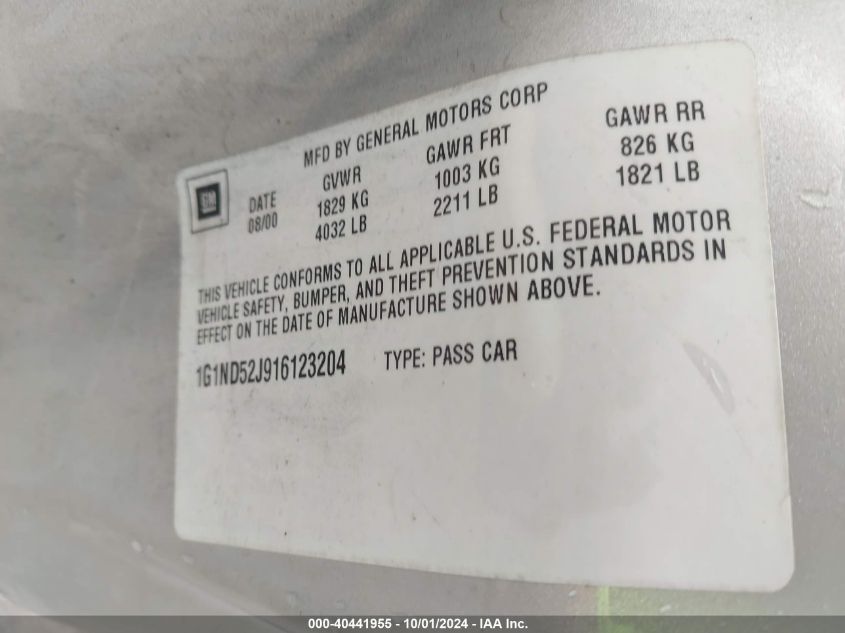 MFD BY GENERAL MOTORS CORP
GM
DATE GVWR GAWR FRT GAWR RR
08/00 1829 KG 1003 KG 826 KG
4032 LB 2211 LB 1821 LB
THIS VEHICLE CONFORMS TO ALL APPLICABLE U.S. FEDERAL MOTOR
VEHICLE SAFETY, BUMPER, AND THEFT PREVENTION STANDARDS IN
EFFECT ON THE DATE OF MANUFACTURE SHOWN ABOVE.
1G1ND52J916123204 TYPE: PASS CAR
000-40441955 - 10/01/2024 - IAA Inc.